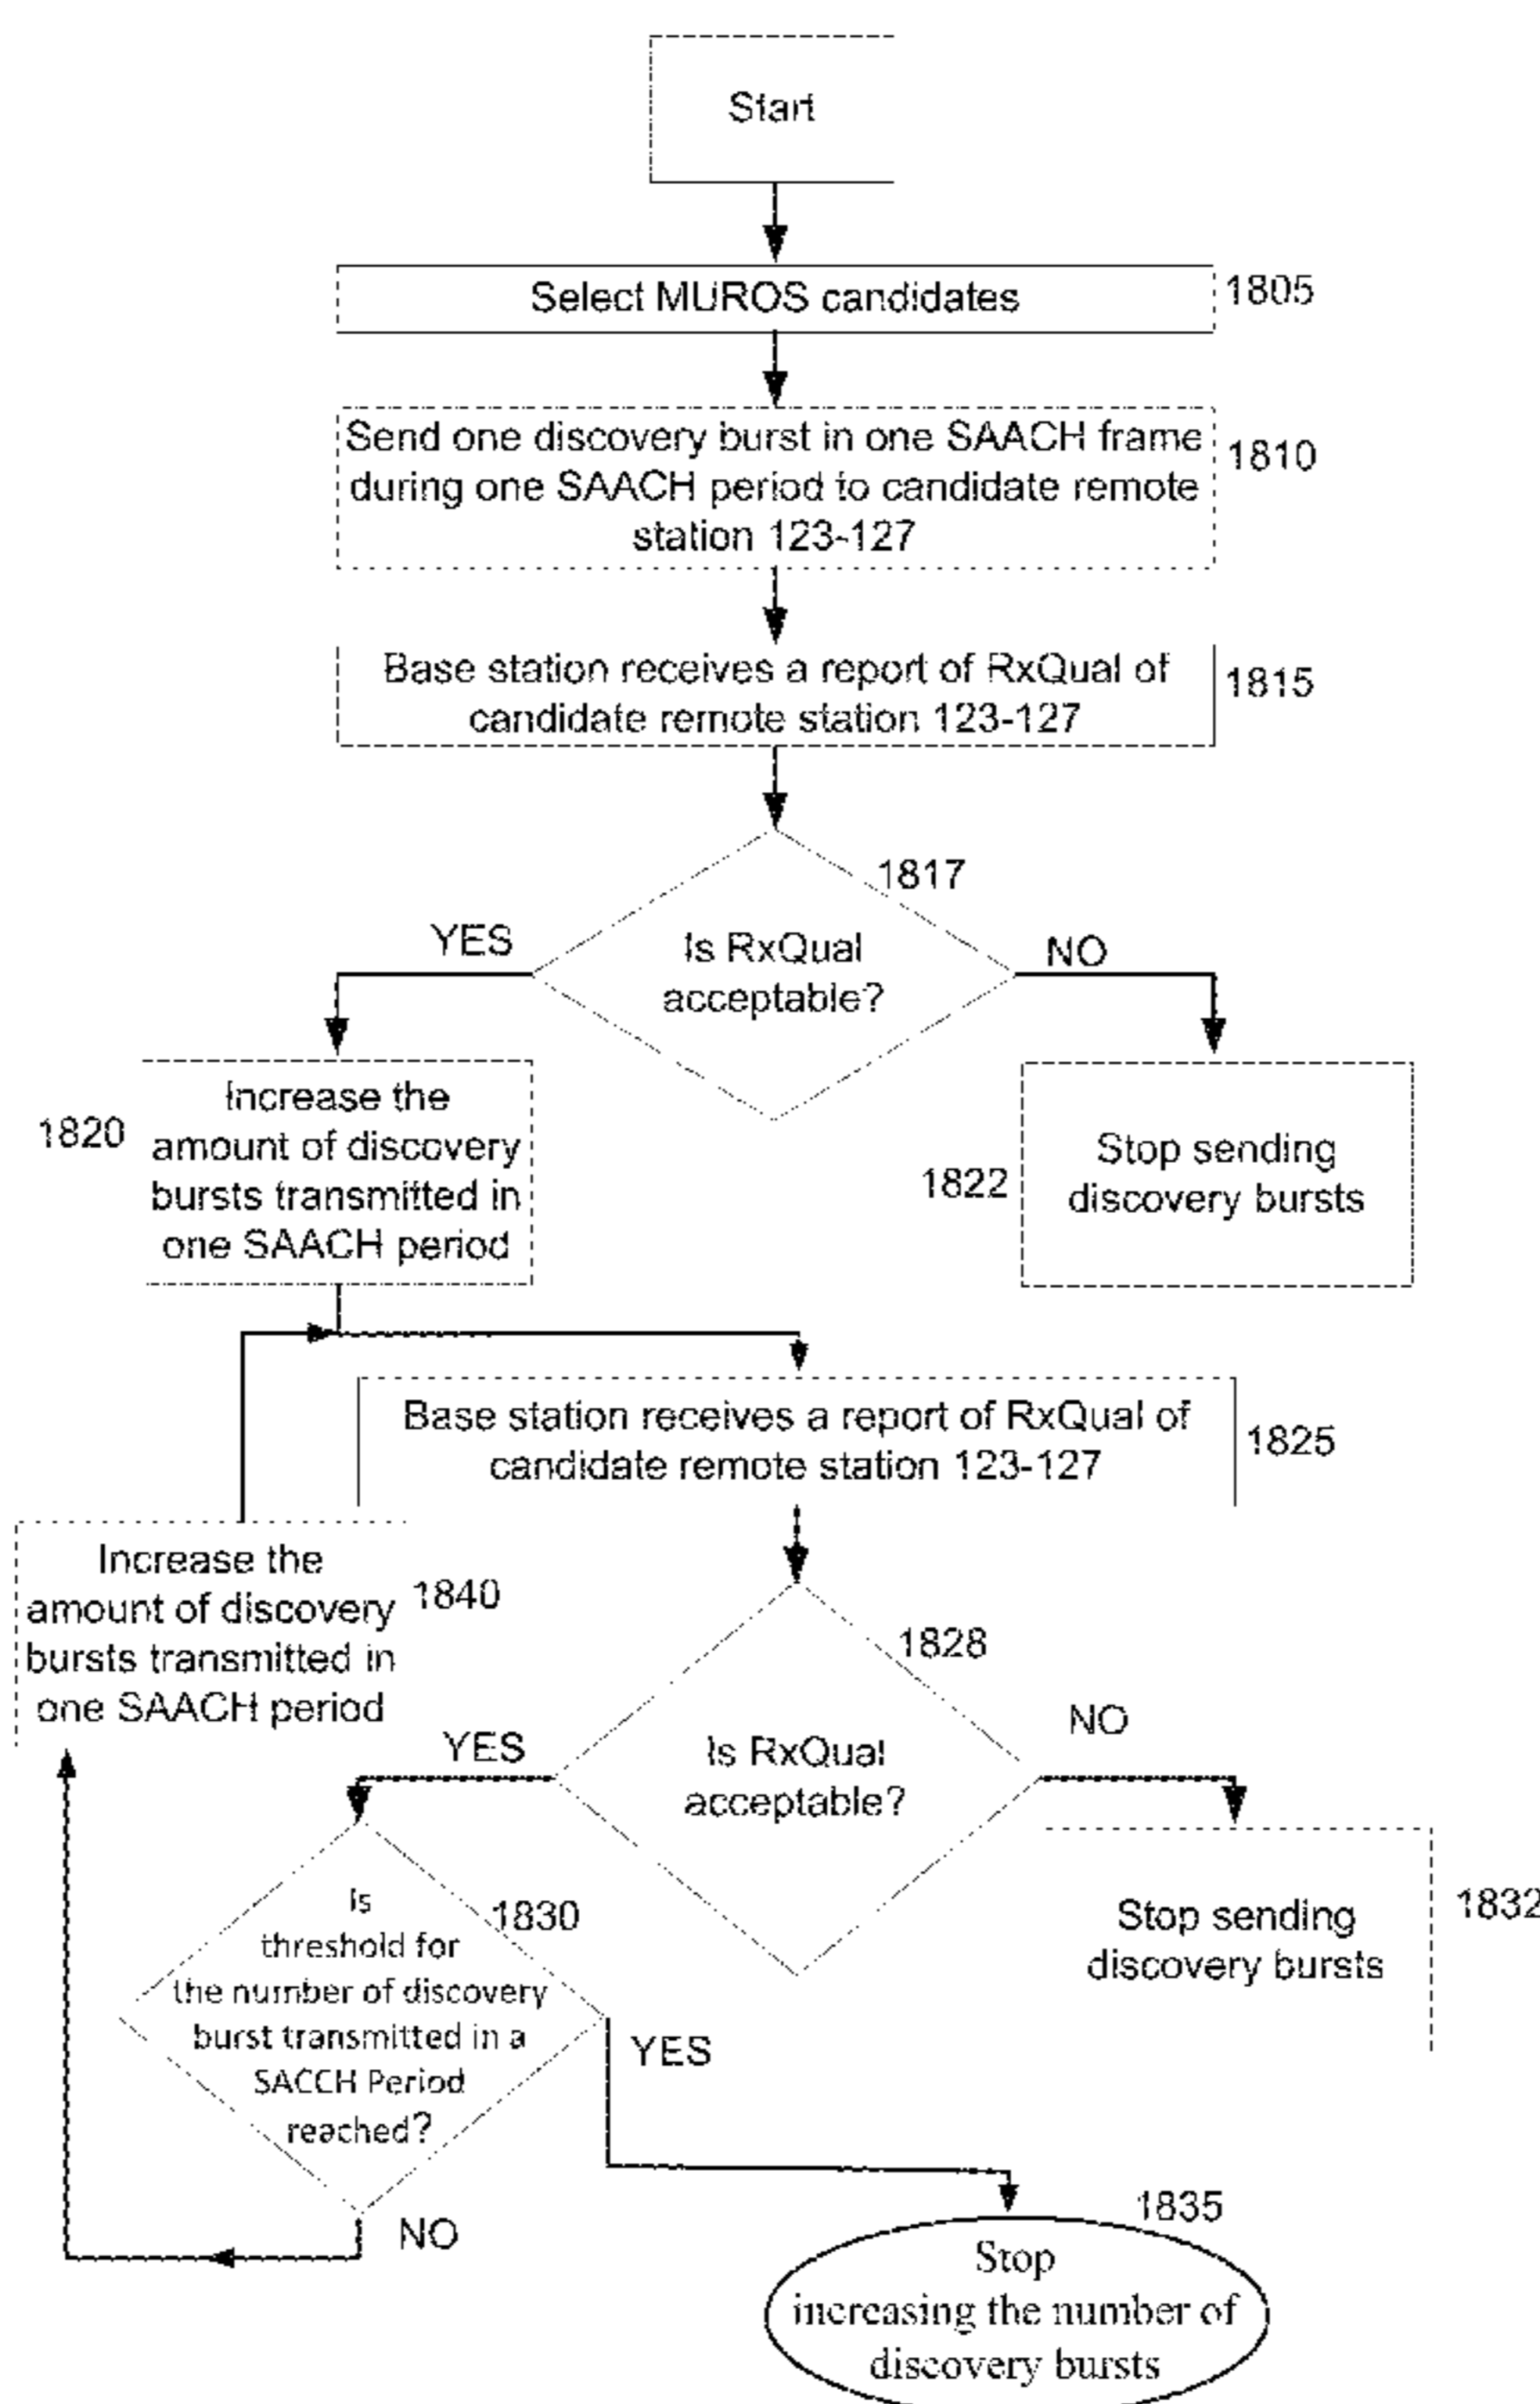 Start
Select MUROS candidates
1805
Send one discovery burst in one SAACH frame
during one SAACH period to candidate remote
station 123-127
1810
Base station receives a report of RxQual of
candidate remote station 123-127
1815
1817
Is RxQual
acceptable?
YES
NO
Increase the
amount of discovery
bursts transmitted in
one SAACH period
1820
Stop sending
discovery bursts
1822
Base station receives a report of RxQual of
candidate remote station 123-127
1825
Increase the
amount of discovery
bursts transmitted in
one SAACH period
1840
1828
Is RxQual
acceptable?
YES
NO
Stop sending
discovery bursts
1832
Is
threshold for
the number of discovery
burst transmitted in a
SACCH Period
reached?
1830
YES
NO
1835
Stop
increasing the number of
discovery bursts